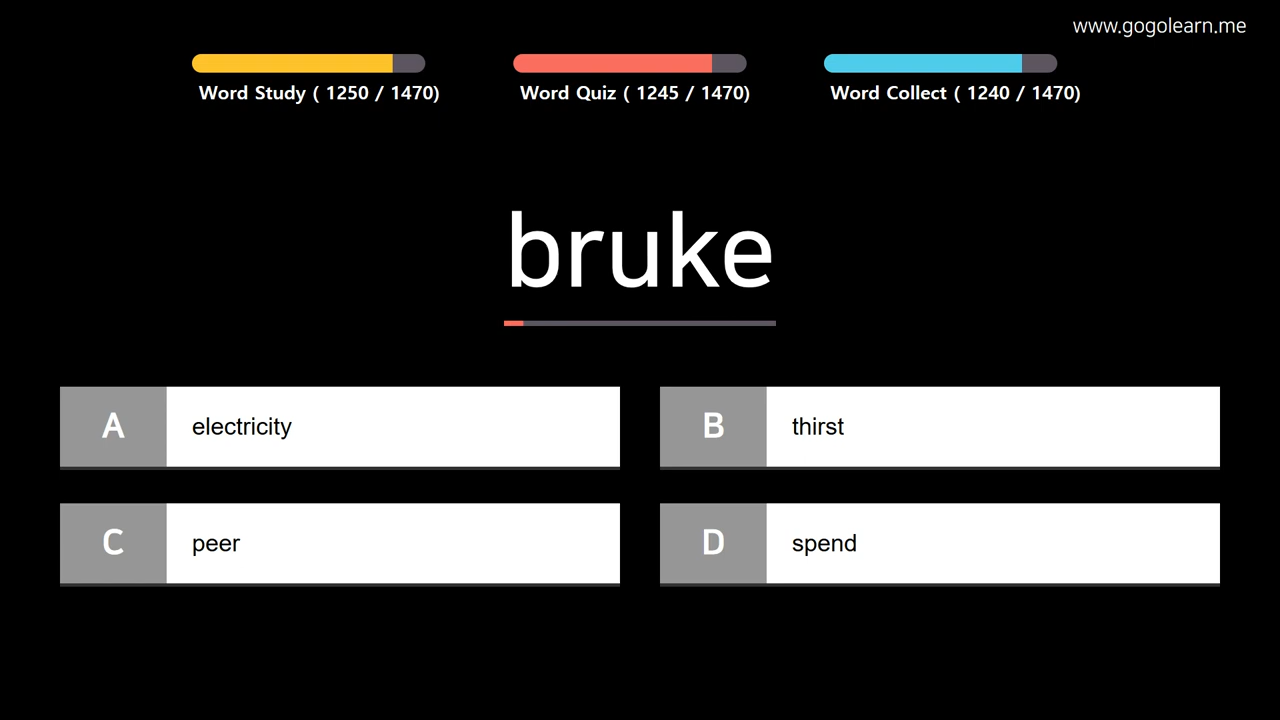 www.gogolearn.me
Word Study ( 1250 / 1470)
Word Quiz ( 1245 / 1470)
Word Collect ( 1240 / 1470)
bruke
A electricity
B thirst
C peer
D spend